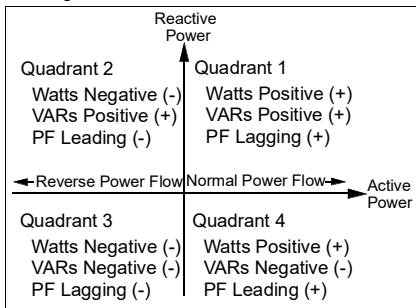 Reactive
Power
Quadrant 2
Watts Negative (-)
VARs Positive (+)
PF Leading (-)
Quadrant 1
Watts Positive (+)
VARs Positive (+)
PF Lagging (+)
Reverse Power Flow
Normal Power Flow
Active
Power
Quadrant 3
Watts Negative (-)
VARs Negative (-)
PF Lagging (-)
Quadrant 4
Watts Positive (+)
VARs Negative (-)
PF Leading (+)